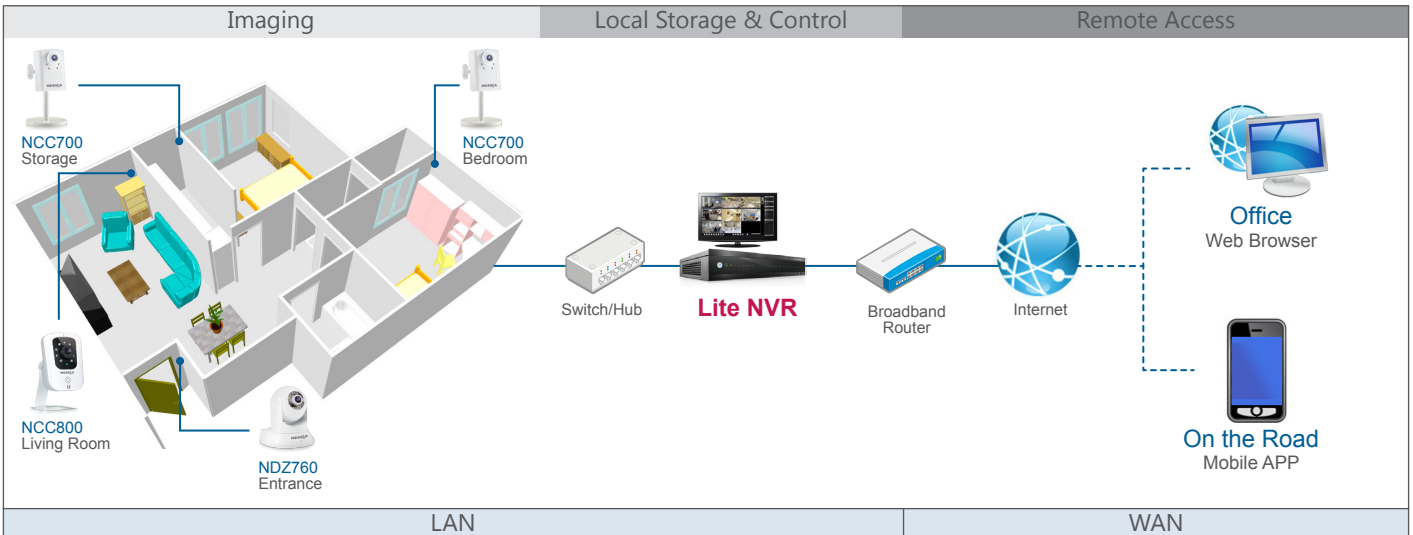 Imaging
Local Storage & Control
Remote Access
NCC700
Storage
NCC700
Bedroom
NCC800
Living Room
NDZ760
Entrance
Switch/Hub
Lite NVR
Broadband
Router
Internet
Office
Web Browser
On the Road
Mobile APP
LAN
WAN